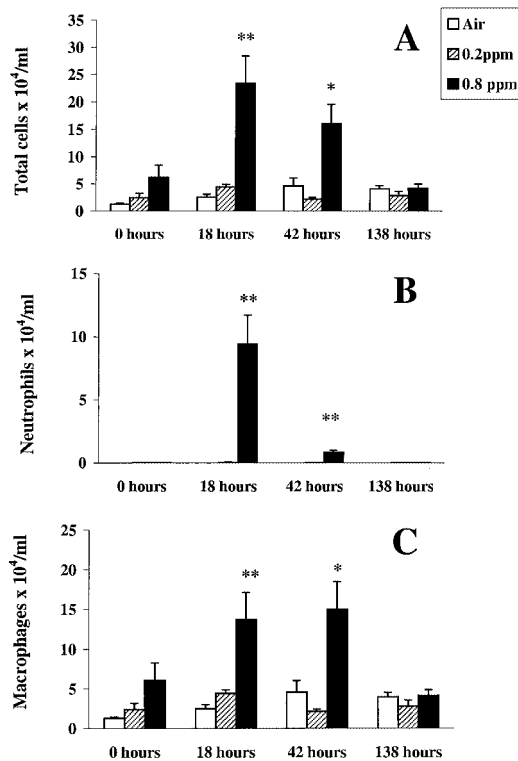 A
Air
0.2ppm
0.8 ppm
Total cells x 10⁴/ml
35
30
25
20
15
10
5
0
**
*
0 hours
18 hours
42 hours
138 hours
B
Neutrophils x 10⁴/ml
15
10
5
0
**
**
0 hours
18 hours
42 hours
138 hours
C
Macrophages x 10⁴/ml
25
20
15
10
5
0
**
*
0 hours
18 hours
42 hours
138 hours